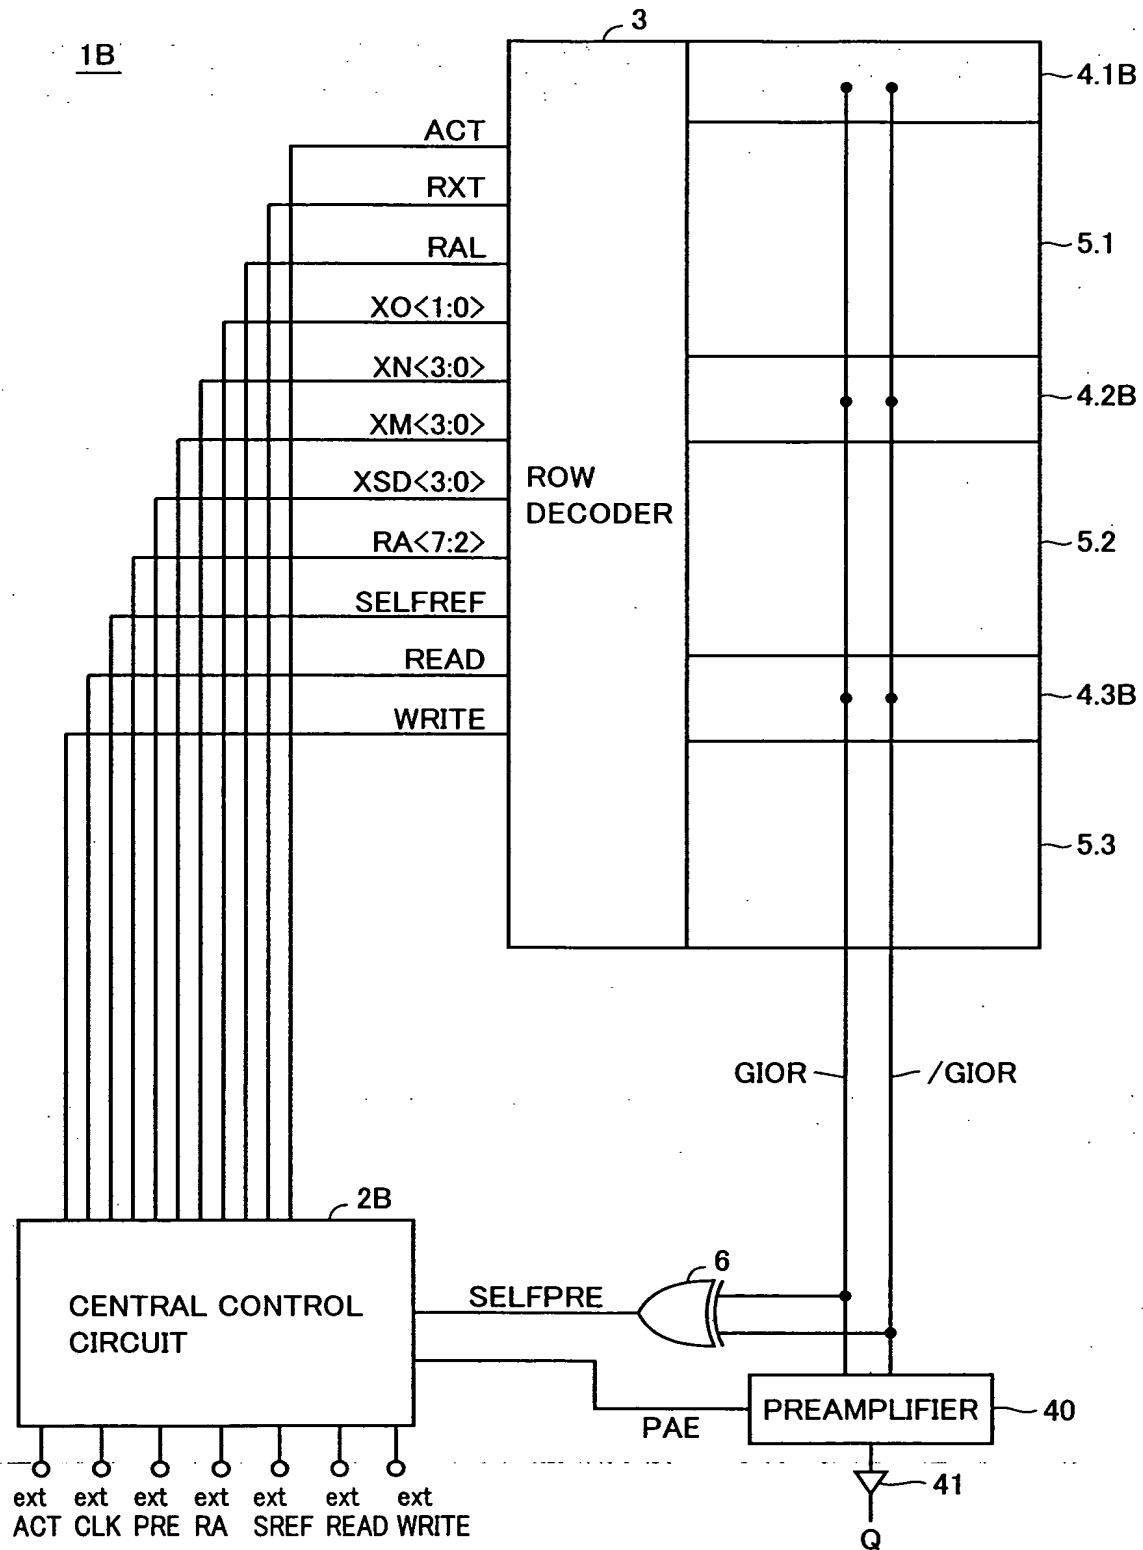 1B
3
4.1B
ACT
RXT
5.1
RAL
XO<1:0>
XN<3:0>
4.2B
XM<3:0>
XSD<3:0>
ROW
DECODER
RA<7:2>
5.2
SELFREF
READ
4.3B
WRITE
5.3
GIOR
/GIOR
2B
6
CENTRAL CONTROL
CIRCUIT
SELFPRE
PREAMPLIFIER
40
PAE
41
ext ext ext ext ext ext ext
ACT CLK PRE RA SREF READ WRITE
Q